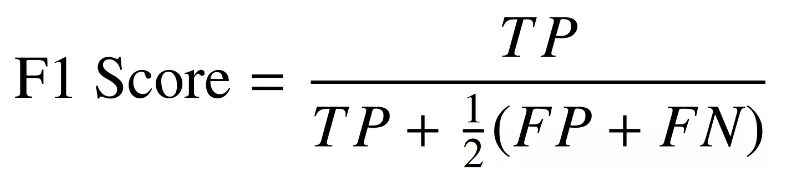 F1 Score = TP / (TP + 1/2(FP + FN))